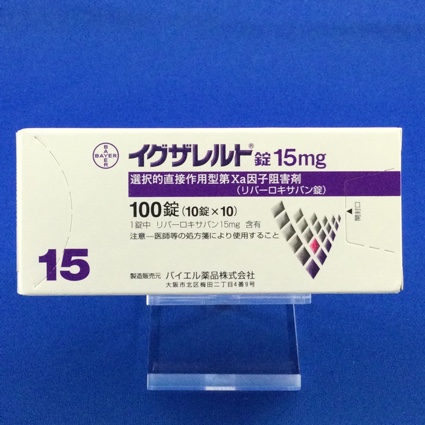 BAYER
BAYER
イグザレルト®錠15mg
選択的直接作用型第Xa因子阻害剤
(リバーロキサバン錠)
100錠(10錠×10)
1錠中 リバーロキサバン15mg 含有
注意―医師等の処方箋により使用すること
開封口
15
製造販売元 バイエル薬品株式会社
大阪市北区梅田二丁目4番9号